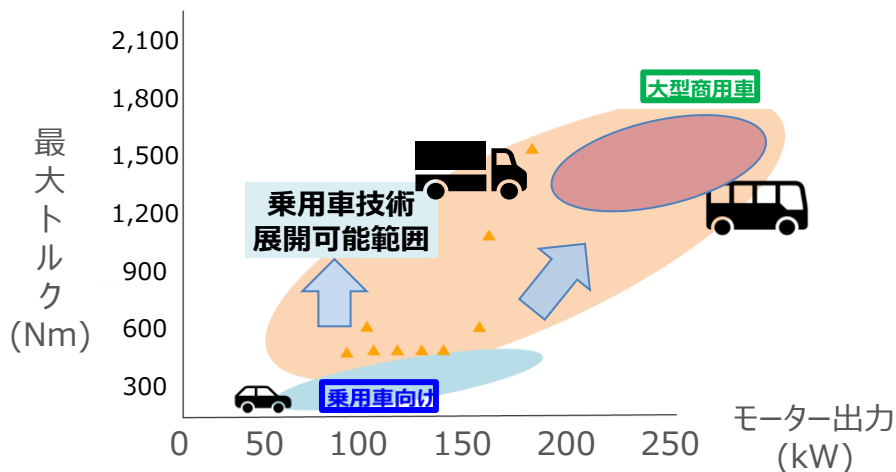 2,100
1,800
1,500
1,200
900
600
300
最大トルク
(Nm)
大型商用車
乗用車技術
展開可能範囲
乗用車向け
0 50 100 150 200 250
モーター出力
(kW)